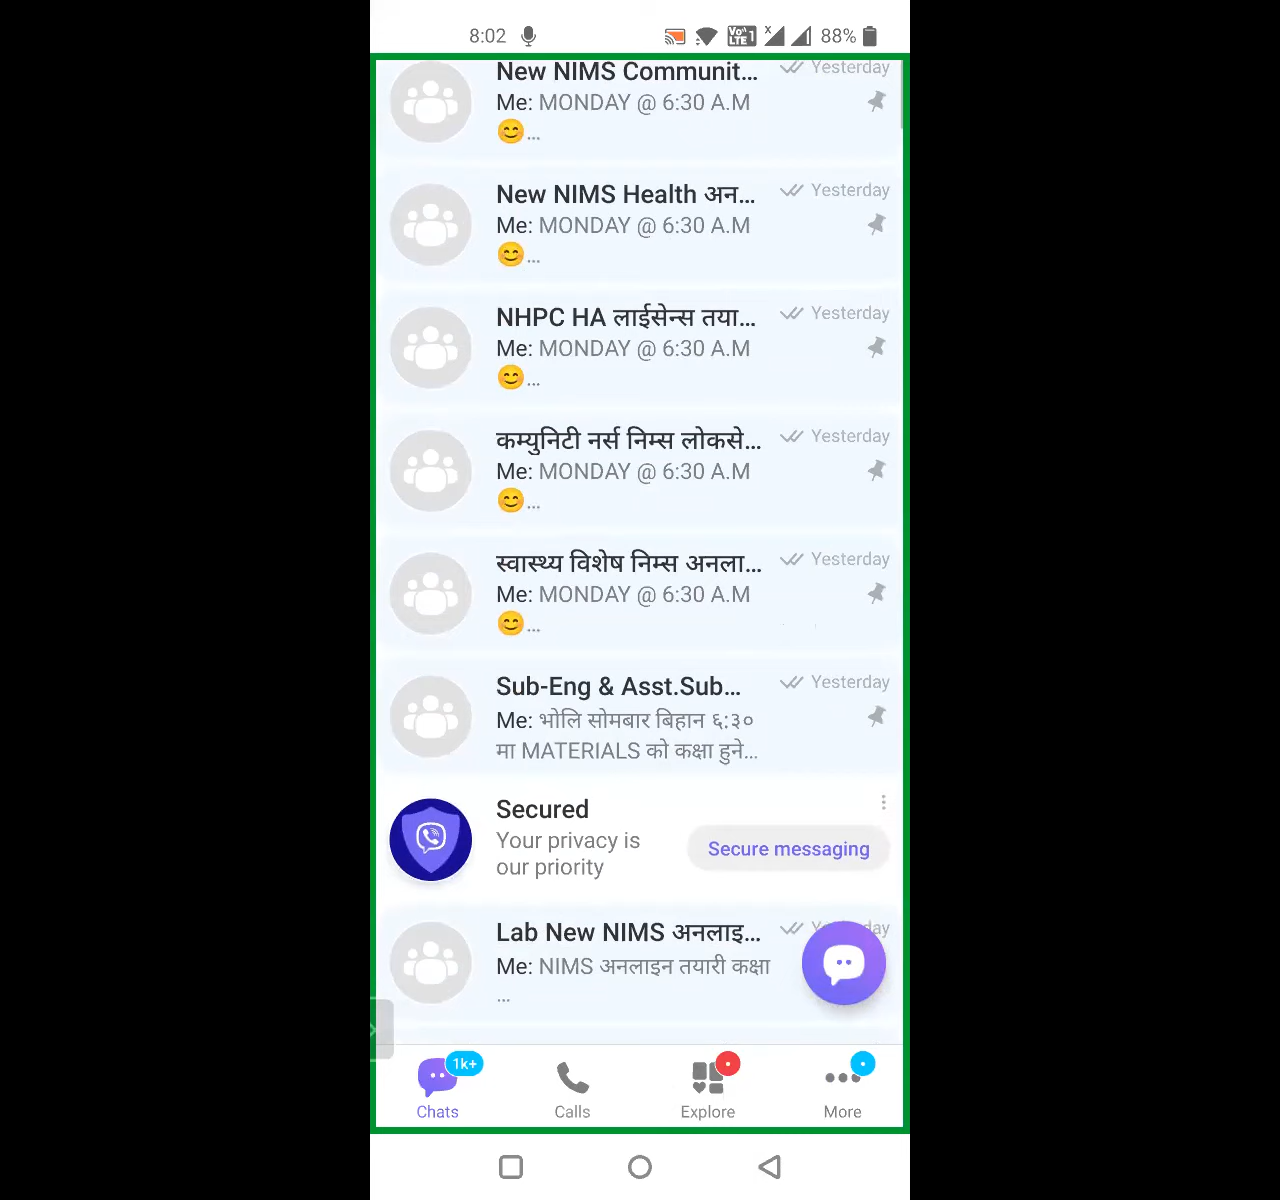 8:02 VoLTE 1 X 88%
New NIMS Communit... Yesterday
Me: MONDAY @ 6:30 A.M
😊...
New NIMS Health अन... Yesterday
Me: MONDAY @ 6:30 A.M
😊...
NHPC HA लाईसेन्स तया... Yesterday
Me: MONDAY @ 6:30 A.M
😊...
कम्युनिटी नर्स निम्स लोकसे... Yesterday
Me: MONDAY @ 6:30 A.M
😊...
स्वास्थ्य विशेष निम्स अनला... Yesterday
Me: MONDAY @ 6:30 A.M
😊...
Sub-Eng & Asst.Sub... Yesterday
Me: भोलि सोमबार बिहान ६:३०
मा MATERIALS को कक्षा हुने...
Secured
Your privacy is
our priority
Secure messaging
Lab New NIMS अनलाइ... Yesterday
Me: NIMS अनलाइन तयारी कक्षा
...
1k+
Chats Calls Explore More